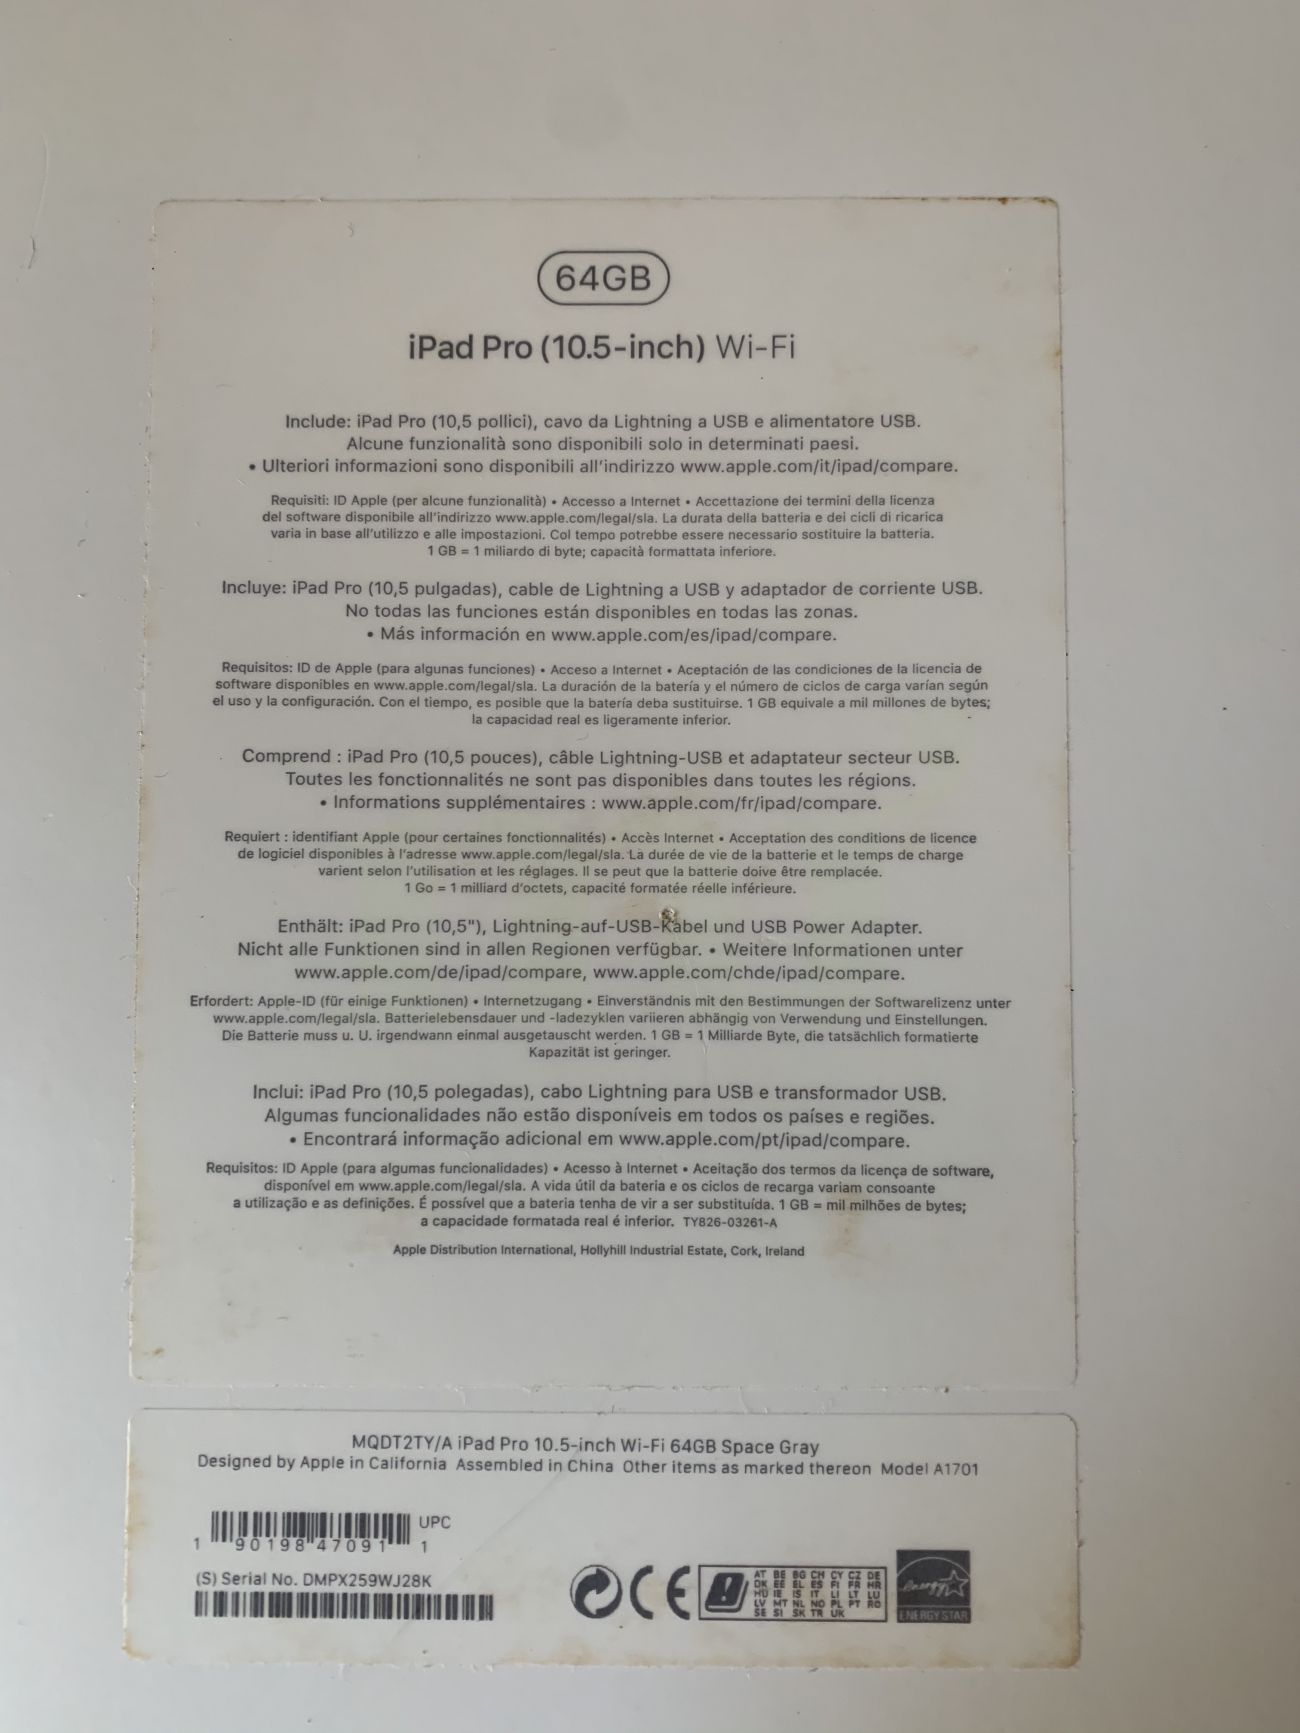 64GB
iPad Pro (10.5-inch) Wi-Fi
Include: iPad Pro (10,5 pollici), cavo da Lightning a USB e alimentatore USB.
Alcune funzionalità sono disponibili solo in determinati paesi.
• Ulteriori informazioni sono disponibili all'indirizzo www.apple.com/it/ipad/compare.
Requisiti: ID Apple (per alcune funzionalità) • Accesso a Internet • Accettazione dei termini della licenza
del software disponibile all'indirizzo www.apple.com/legal/sla. La durata della batteria e dei cicli di ricarica
varia in base all'utilizzo e alle impostazioni. Col tempo potrebbe essere necessario sostituire la batteria.
1 GB = 1 miliardo di byte; capacità formattata inferiore.
Incluye: iPad Pro (10,5 pulgadas), cable de Lightning a USB y adaptador de corriente USB.
No todas las funciones están disponibles en todas las zonas.
• Más información en www.apple.com/es/ipad/compare.
Requisitos: ID de Apple (para algunas funciones) • Acceso a Internet • Aceptación de las condiciones de la licencia de
software disponibles en www.apple.com/legal/sla. La duración de la batería y el número de ciclos de carga varían según
el uso y la configuración. Con el tiempo, es posible que la batería deba sustituirse. 1 GB equivale a mil millones de bytes;
la capacidad real es ligeramente inferior.
Comprend : iPad Pro (10,5 pouces), câble Lightning-USB et adaptateur secteur USB.
Toutes les fonctionnalités ne sont pas disponibles dans toutes les régions.
• Informations supplémentaires : www.apple.com/fr/ipad/compare.
Requiert : identifiant Apple (pour certaines fonctionnalités) • Accès Internet • Acceptation des conditions de licence
de logiciel disponibles à l'adresse www.apple.com/legal/sla. La durée de vie de la batterie et le temps de charge
varient selon l'utilisation et les réglages. Il se peut que la batterie doive être remplacée.
1 Go = 1 milliard d'octets, capacité formatée réelle inférieure.
Enthält: iPad Pro (10,5"), Lightning-auf-USB-Kabel und USB Power Adapter.
Nicht alle Funktionen sind in allen Regionen verfügbar. • Weitere Informationen unter
www.apple.com/de/ipad/compare, www.apple.com/chde/ipad/compare.
Erfordert: Apple-ID (für einige Funktionen) • Internetzugang • Einverständnis mit den Bestimmungen der Softwarelizenz unter
www.apple.com/legal/sla. Batterielebensdauer und -ladezyklen variieren abhängig von Verwendung und Einstellungen.
Die Batterie muss u. U. irgendwann einmal ausgetauscht werden. 1 GB = 1 Milliarde Byte, die tatsächlich formatierte
Kapazität ist geringer.
Inclui: iPad Pro (10,5 polegadas), cabo Lightning para USB e transformador USB.
Algumas funcionalidades não estão disponíveis em todos os países e regiões.
• Encontrará informação adicional em www.apple.com/pt/ipad/compare.
Requisitos: ID Apple (para algumas funcionalidades) • Acesso à Internet • Aceitação dos termos da licença de software,
disponível em www.apple.com/legal/sla. A vida útil da bateria e os ciclos de recarga variam consoante
a utilização e as definições. É possível que a bateria tenha de vir a ser substituída. 1 GB = mil milhões de bytes;
a capacidade formatada real é inferior. TY826-03261-A
Apple Distribution International, Hollyhill Industrial Estate, Cork, Ireland
MQDT2TY/A iPad Pro 10.5-inch Wi-Fi 64GB Space Gray
Designed by Apple in California Assembled in China Other items as marked thereon Model A1701
UPC
1 90198 47091 1
(S) Serial No. DMPX259WJ28K
CE
AT BE BG CH CY CZ DE
DK EE EL ES FI FR HR
HU IE IS IT LI LT LU
LV MT NL NO PL PT RO
SE SI SK TR UK
energy
ENERGY STAR